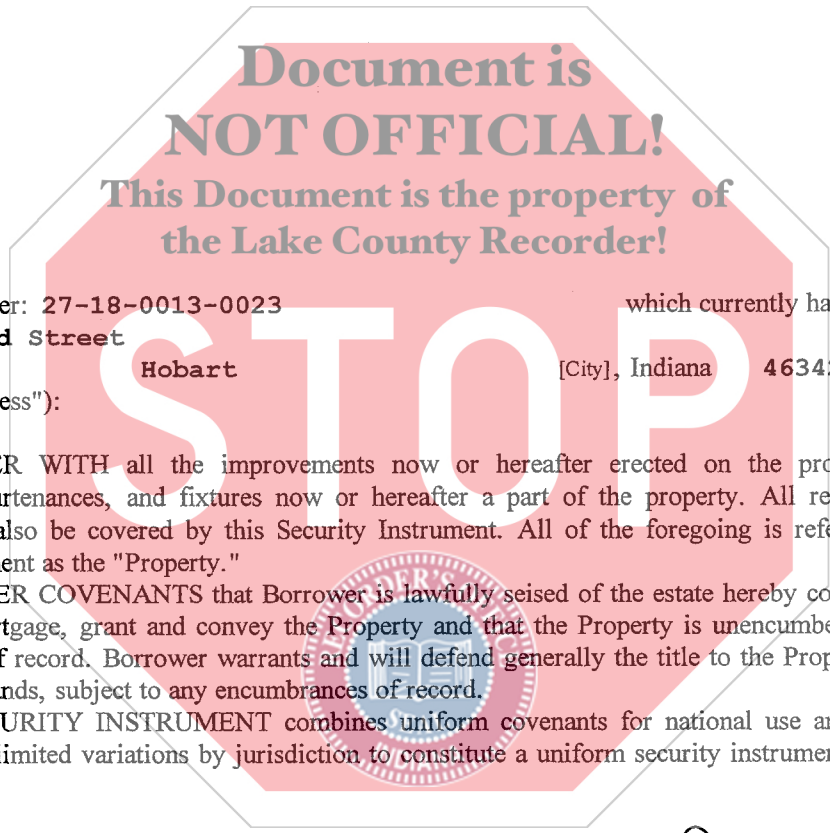 Document is
NOT OFFICIAL!
This Document is the property of
the Lake County Recorder!
er: 27-18-0013-0023 which currently ha
d Street
Hobart [City], Indiana 4634
ess"):
STOP
ER WITH all the improvements now or hereafter erected on the pro
urtenances, and fixtures now or hereafter a part of the property. All re
also be covered by this Security Instrument. All of the foregoing is refe
ent as the "Property."
ER COVENANTS that Borrower is lawfully seised of the estate hereby co
rtgage, grant and convey the Property and that the Property is unencumbe
f record. Borrower warrants and will defend generally the title to the Prop
nds, subject to any encumbrances of record.
URITY INSTRUMENT combines uniform covenants for national use a
limited variations by jurisdiction to constitute a uniform security instrumen